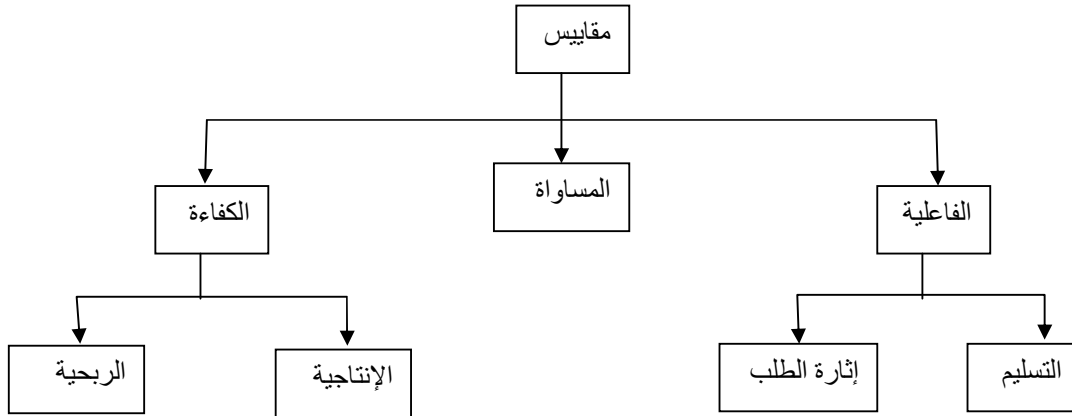 مقاييس
المساواة
الفاعلية
الكفاءة
التسليم
إثارة الطلب
الإنتاجية
الربحية